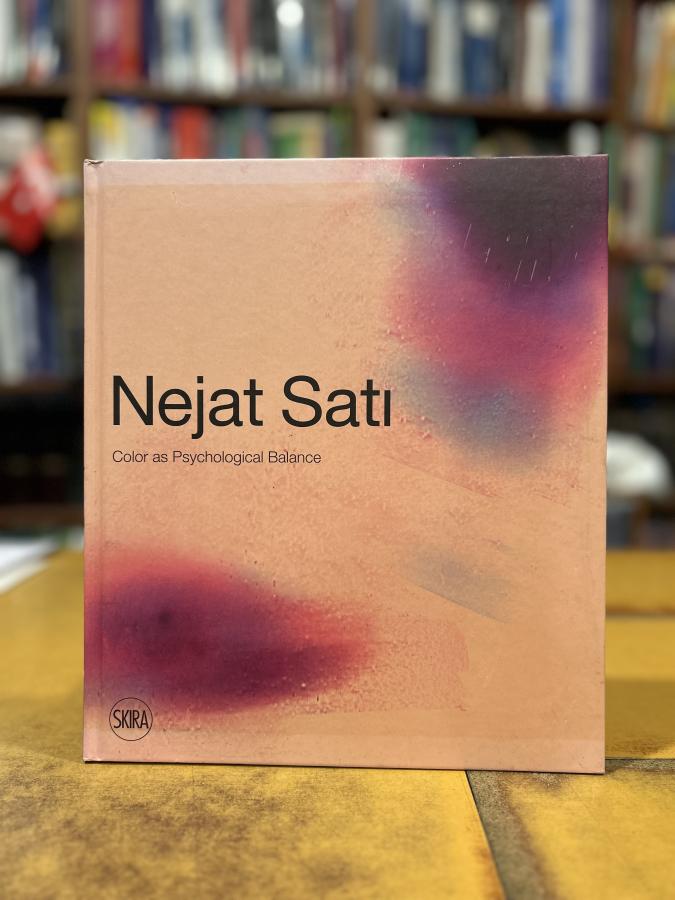 Nejat Satı
Color as Psychological Balance
SKIRA